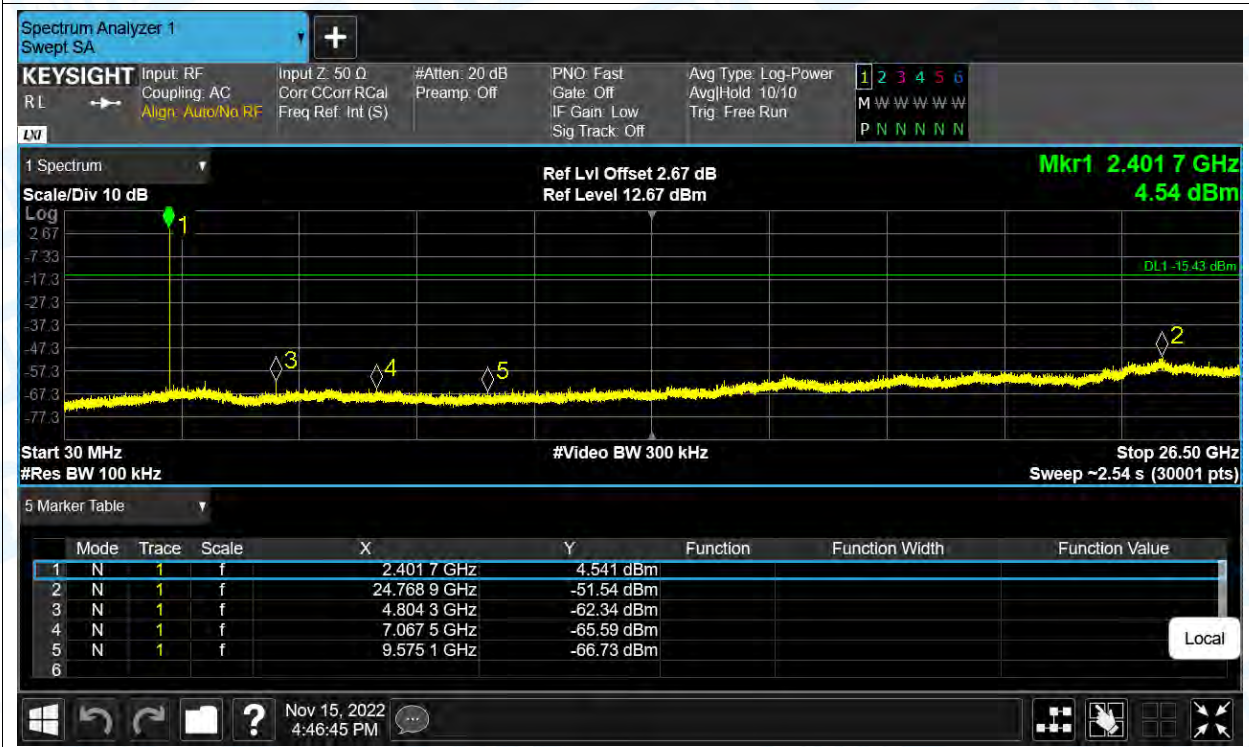 Spectrum Analyzer 1
Swept SA
KEYSIGHT Input: RF Input Z: 50 Ω #Atten: 20 dB PNO: Fast Avg Type: Log-Power 1 2 3 4 5 6
RL Coupling: AC Corr CCorr RCal Preamp: Off Gate: Off Avg|Hold: 10/10 M W W W W W
Align: Auto/No RF Freq Ref: Int (S) IF Gain: Low Trig: Free Run
LXI Sig Track: Off P N N N N N
1 Spectrum Ref Lvl Offset 2.67 dB Mkr1 2.401 7 GHz
Scale/Div 10 dB Ref Level 12.67 dBm 4.54 dBm
Log
1
2.67
-7.33
DL1 -15.43 dBm
-17.3
-27.3
-37.3
2
-47.3
3
-57.3
4
5
-67.3
-77.3
Start 30 MHz #Video BW 300 kHz Stop 26.50 GHz
#Res BW 100 kHz Sweep ~2.54 s (30001 pts)
5 Marker Table
Mode Trace Scale X Y Function Function Width Function Value
1 N 1 f 2.401 7 GHz 4.541 dBm
2 N 1 f 24.768 9 GHz -51.54 dBm
3 N 1 f 4.804 3 GHz -62.34 dBm
4 N 1 f 7.067 5 GHz -65.59 dBm
5 N 1 f 9.575 1 GHz -66.73 dBm
6
Local
Nov 15, 2022
4:46:45 PM